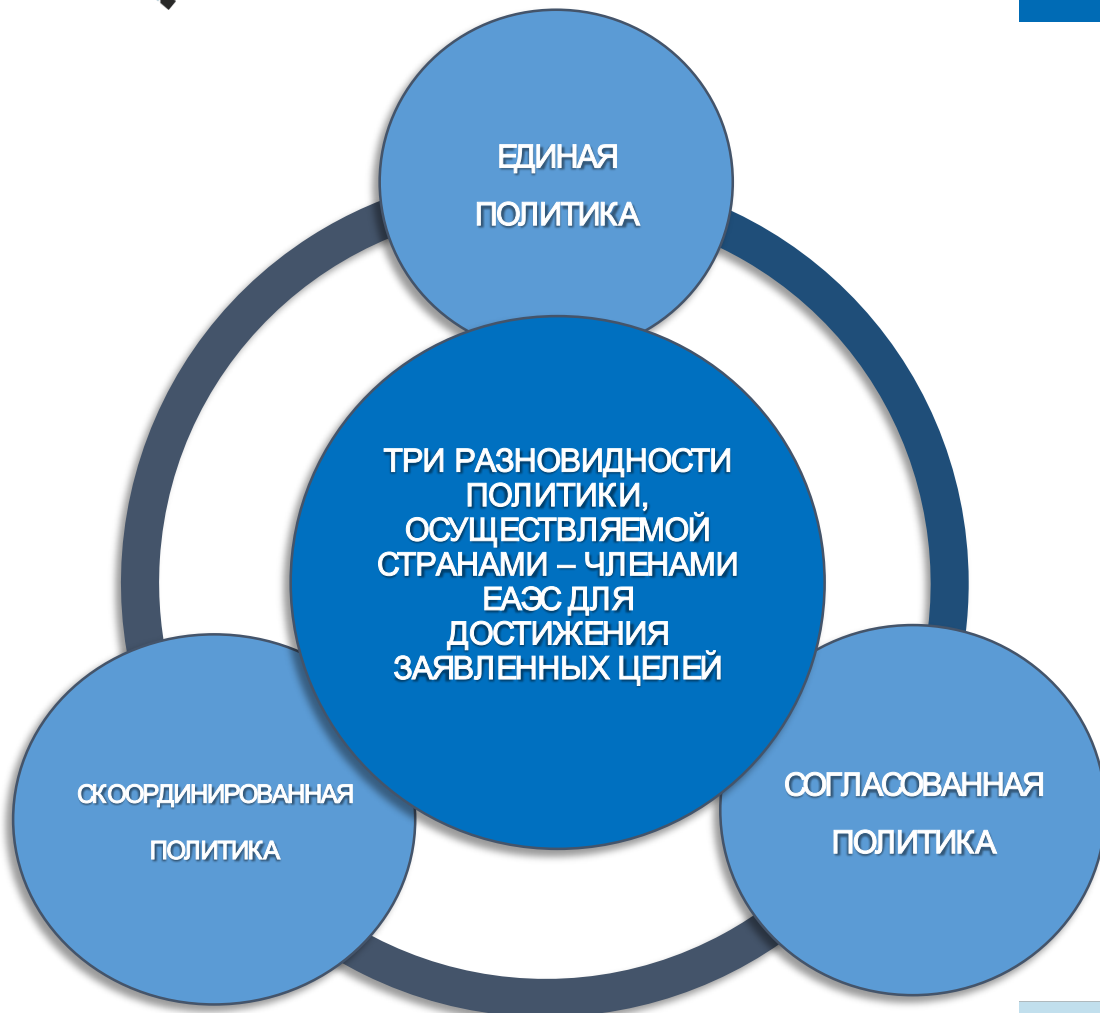 ЕДИНАЯ
ПОЛИТИКА
ТРИ РАЗНОВИДНОСТИ
ПОЛИТИКИ,
ОСУЩЕСТВЛЯЕМОЙ
СТРАНАМИ – ЧЛЕНАМИ
ЕАЭС ДЛЯ
ДОСТИЖЕНИЯ
ЗАЯВЛЕННЫХ ЦЕЛЕЙ
СКООРДИНИРОВАННАЯ
ПОЛИТИКА
СОГЛАСОВАННАЯ
ПОЛИТИКА